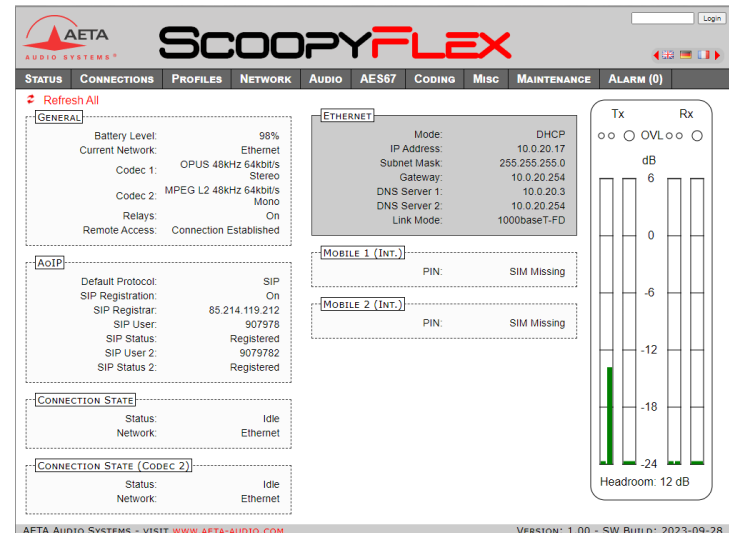 AETA
AUDIO SYSTEMS®
SCOOPYFLEX
Login
STATUS CONNECTIONS PROFILES NETWORK AUDIO AES67 CODING MISC MAINTENANCE ALARM (0)
Refresh All
GENERAL
Battery Level: 98%
Current Network: Ethernet
Codec 1: OPUS 48kHz 64kbit/s
Stereo
Codec 2: MPEG L2 48kHz 64kbit/s
Mono
Relays: On
Remote Access: Connection Established
AOIP
Default Protocol: SIP
SIP Registration: On
SIP Registrar: 85.214.119.212
SIP User: 907978
SIP Status: Registered
SIP User 2: 9079782
SIP Status 2: Registered
CONNECTION STATE
Status: Idle
Network: Ethernet
CONNECTION STATE (CODEC 2)
Status: Idle
Network: Ethernet
ETHERNET
Mode: DHCP
IP Address: 10.0.20.17
Subnet Mask: 255.255.255.0
Gateway: 10.0.20.254
DNS Server 1: 10.0.20.3
DNS Server 2: 10.0.20.254
Link Mode: 1000baseT-FD
MOBILE 1 (INT.)
PIN: SIM Missing
MOBILE 2 (INT.)
PIN: SIM Missing
Tx Rx
OVL
dB
6
0
-6
-12
-18
-24
Headroom: 12 dB
AETA AUDIO SYSTEMS - VISIT WWW.AETA-AUDIO.COM
VERSION: 1.00 - SW BUILD: 2023-09-28